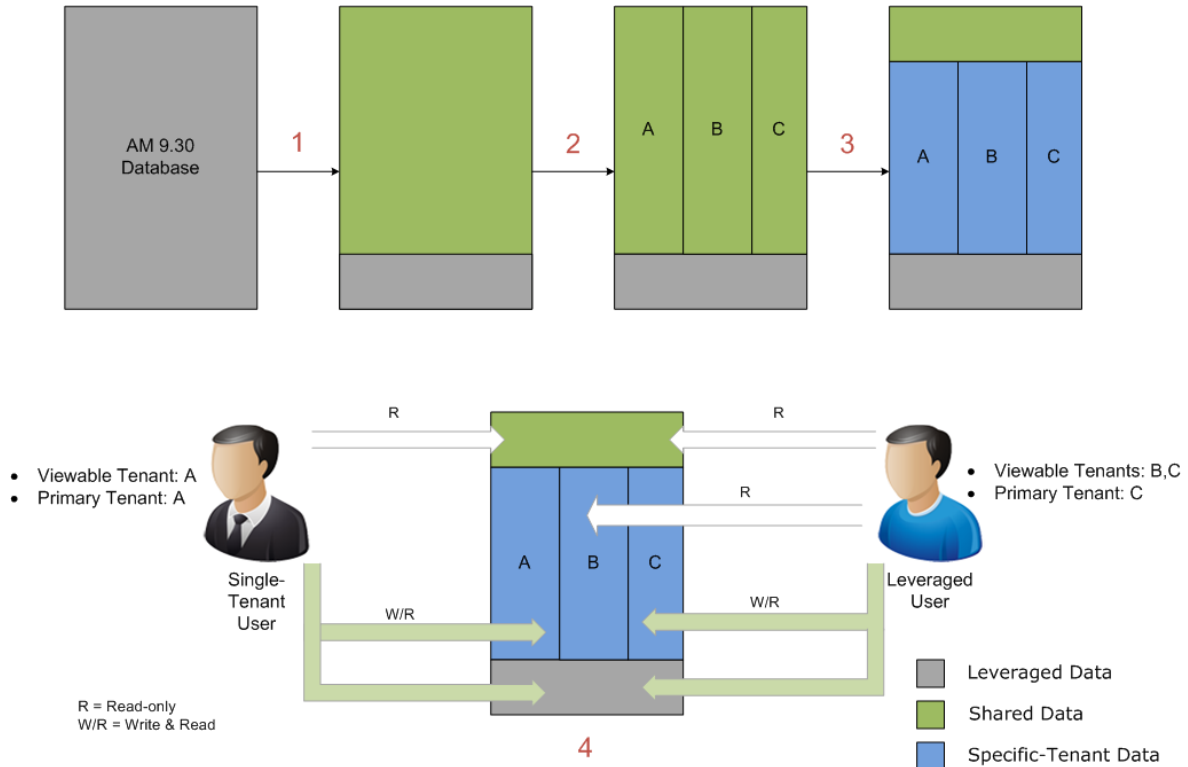 AM 9.30
Database
1
2
A
B
C
3
A
B
C
R
R
• Viewable Tenant: A
• Primary Tenant: A
• Viewable Tenants: B,C
• Primary Tenant: C
R
A
B
C
Single-
Tenant
User
Leveraged
User
W/R
W/R
R = Read-only
W/R = Write & Read
4
Leveraged Data
Shared Data
Specific-Tenant Data